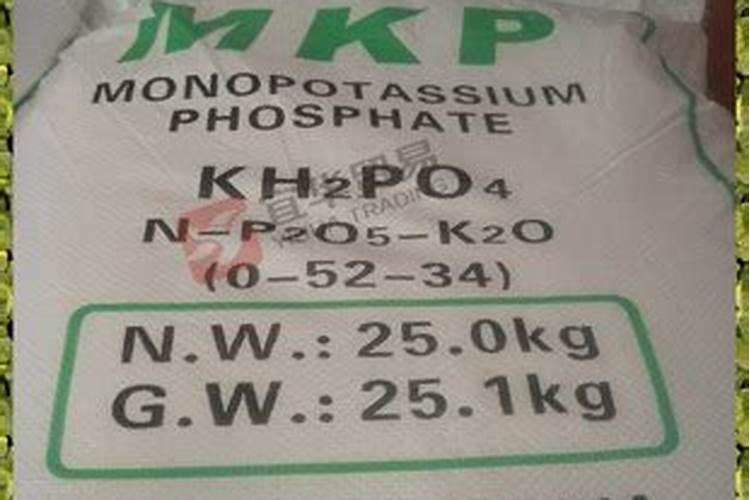 MKP
MONOPOTASSIUM
PHOSPHATE
KH₂PO₄
N-P₂O₅-K₂O
(0-52-34)
N.W.: 25.0kg
G.W.: 25.1kg